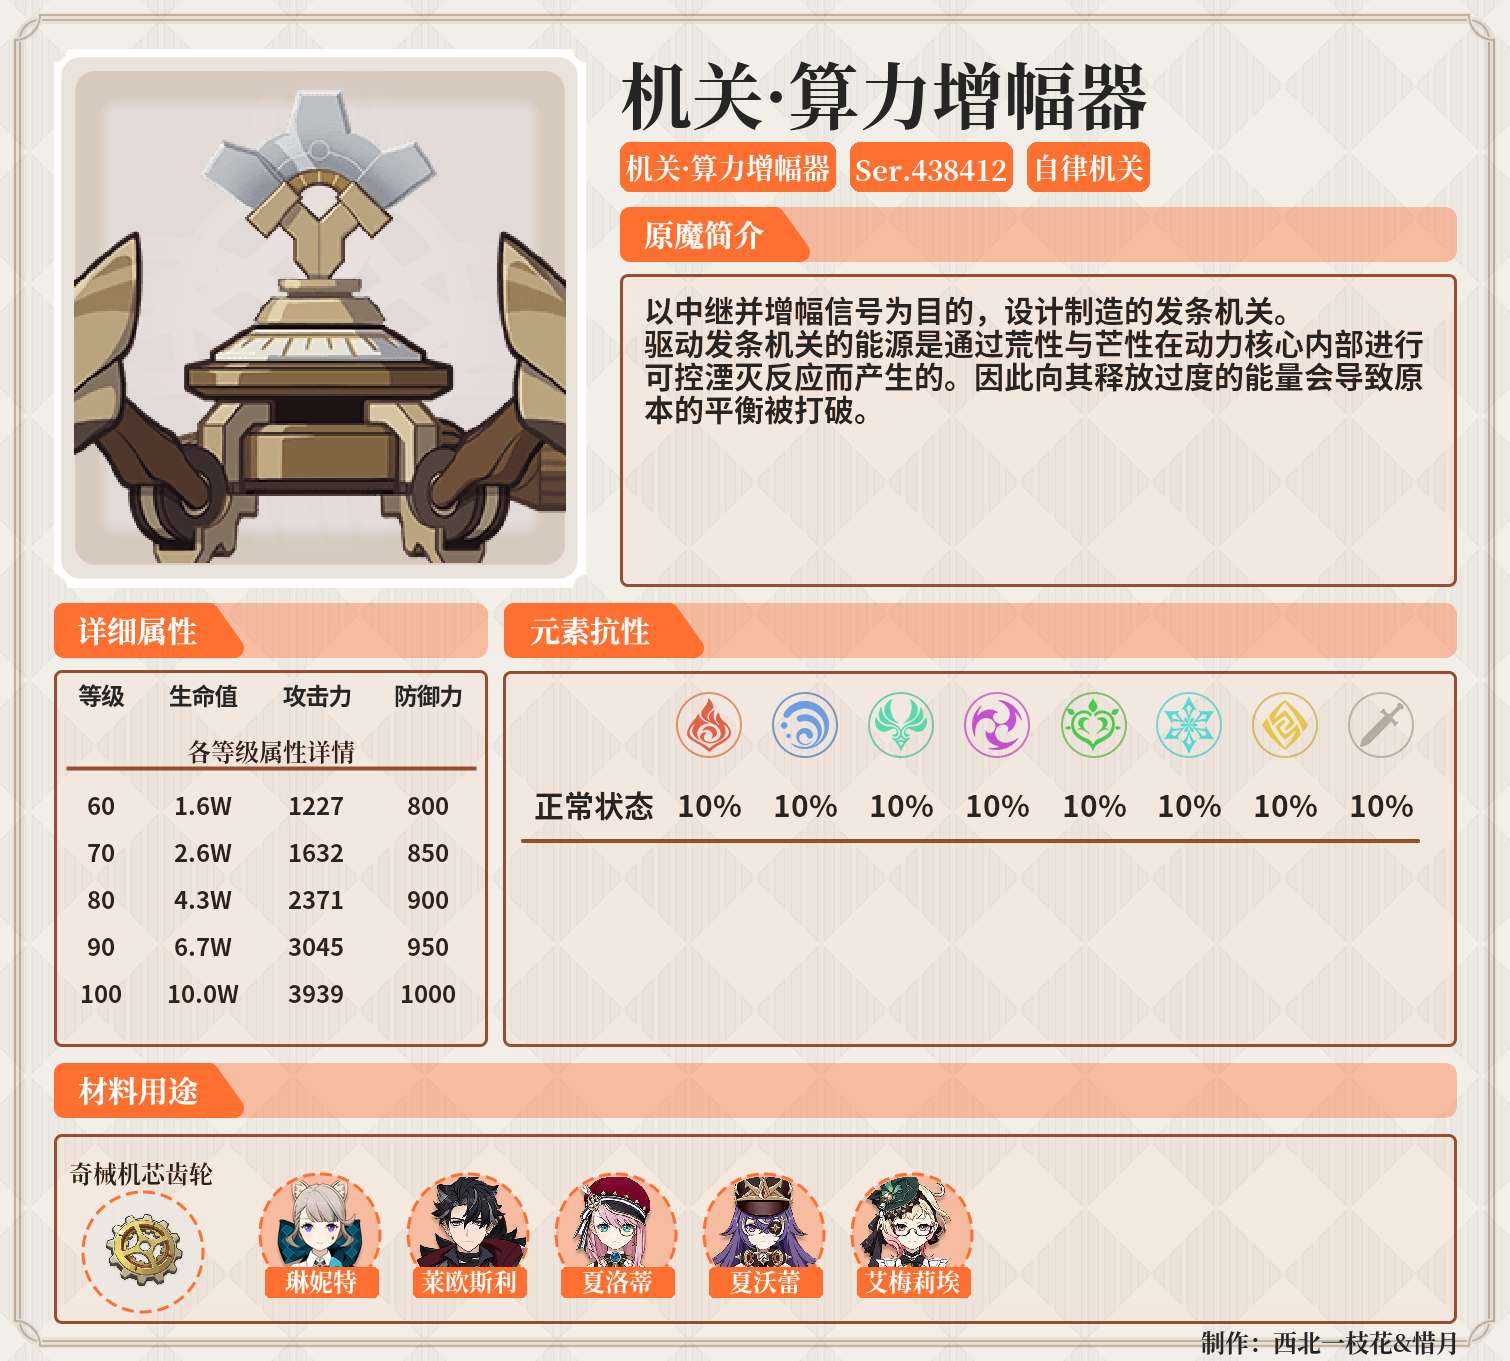 机关·算力增幅器
机关·算力增幅器 Ser.438412 自律机关
原魔简介
以中继并增幅信号为目的，设计制造的发条机关。
驱动发条机关的能源是通过荒性与芒性在动力核心内部进行
可控湮灭反应而产生的。因此向其释放过度的能量会导致原
本的平衡被打破。
详细属性
等级 生命值 攻击力 防御力
各等级属性详情
60 1.6W 1227 800
70 2.6W 1632 850
80 4.3W 2371 900
90 6.7W 3045 950
100 10.0W 3939 1000
元素抗性
正常状态 10% 10% 10% 10% 10% 10% 10% 10%
材料用途
奇械机芯齿轮
琳妮特 莱欧斯利 夏洛蒂 夏沃蕾 艾梅莉埃
制作：西北一枝花&惜月